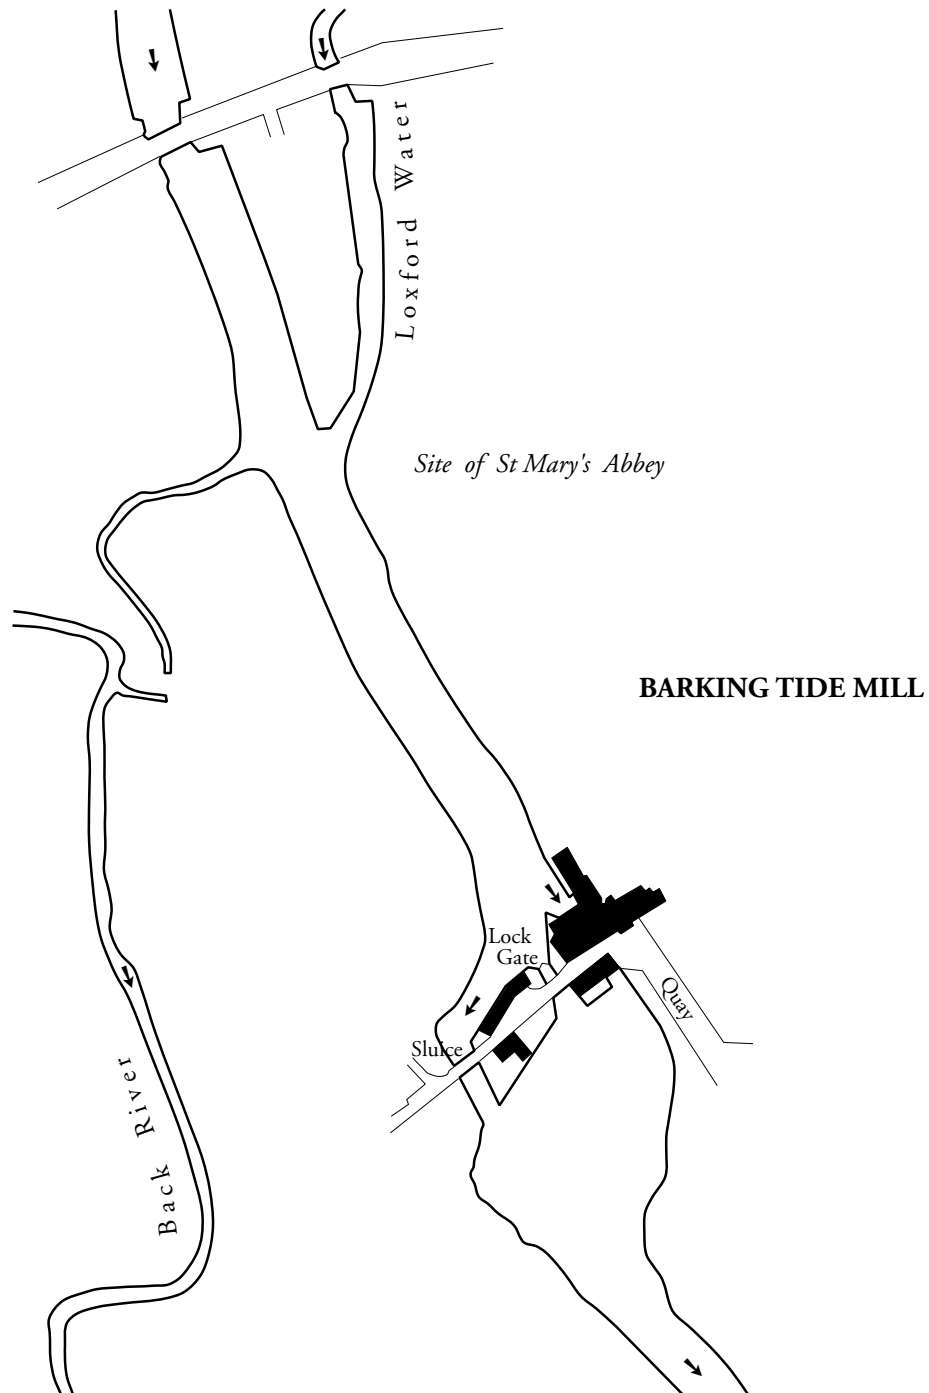 Loxford Water
Site of St Mary's Abbey
BARKING TIDE MILL
Lock
Gate
Quay
Sluice
Back River